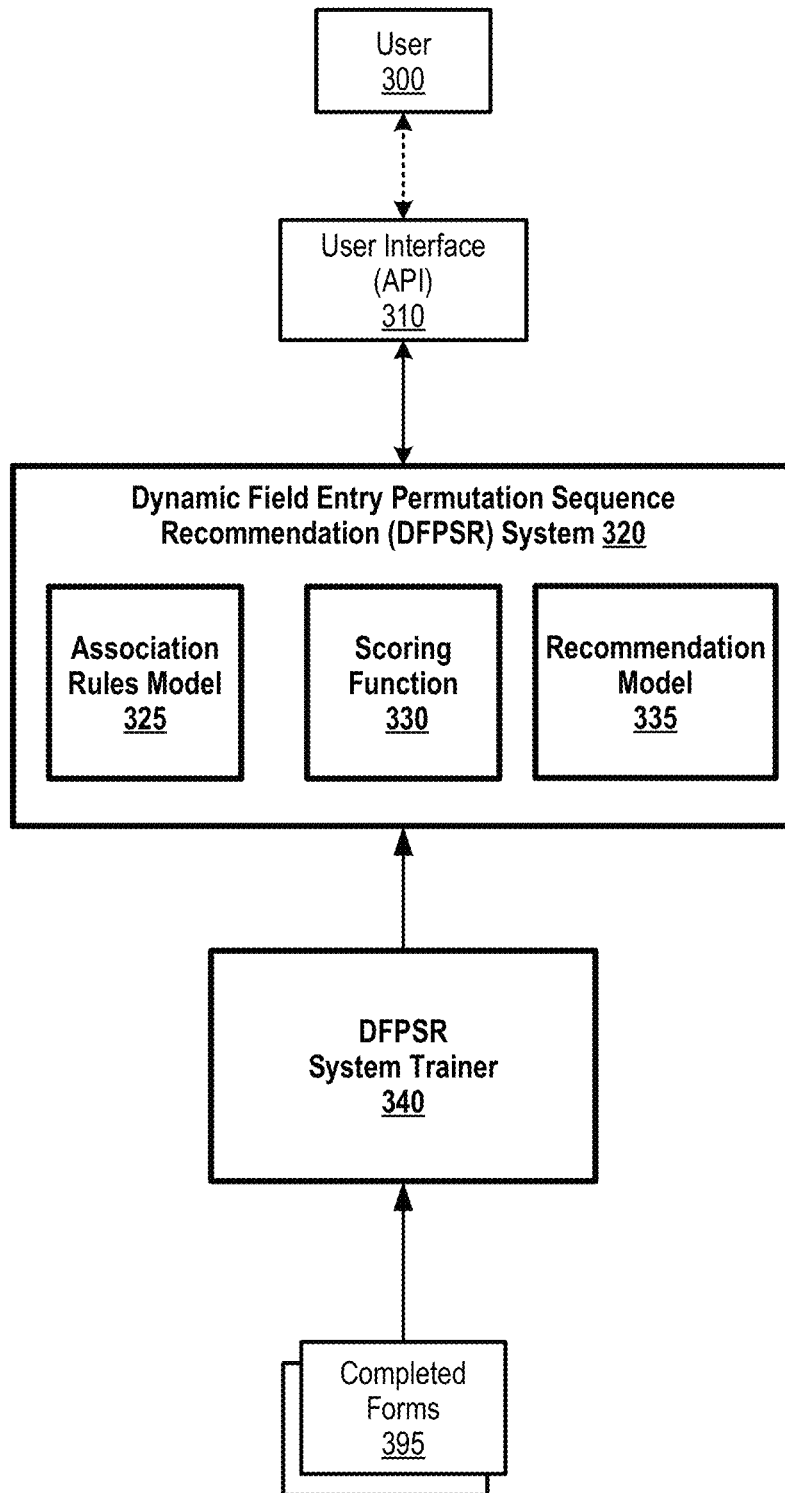 User
300
User Interface
(API)
310
Dynamic Field Entry Permutation Sequence
Recommendation (DFPSR) System 320
Association
Rules Model
325
Scoring
Function
330
Recommendation
Model
335
DFPSR
System Trainer
340
Completed
Forms
395